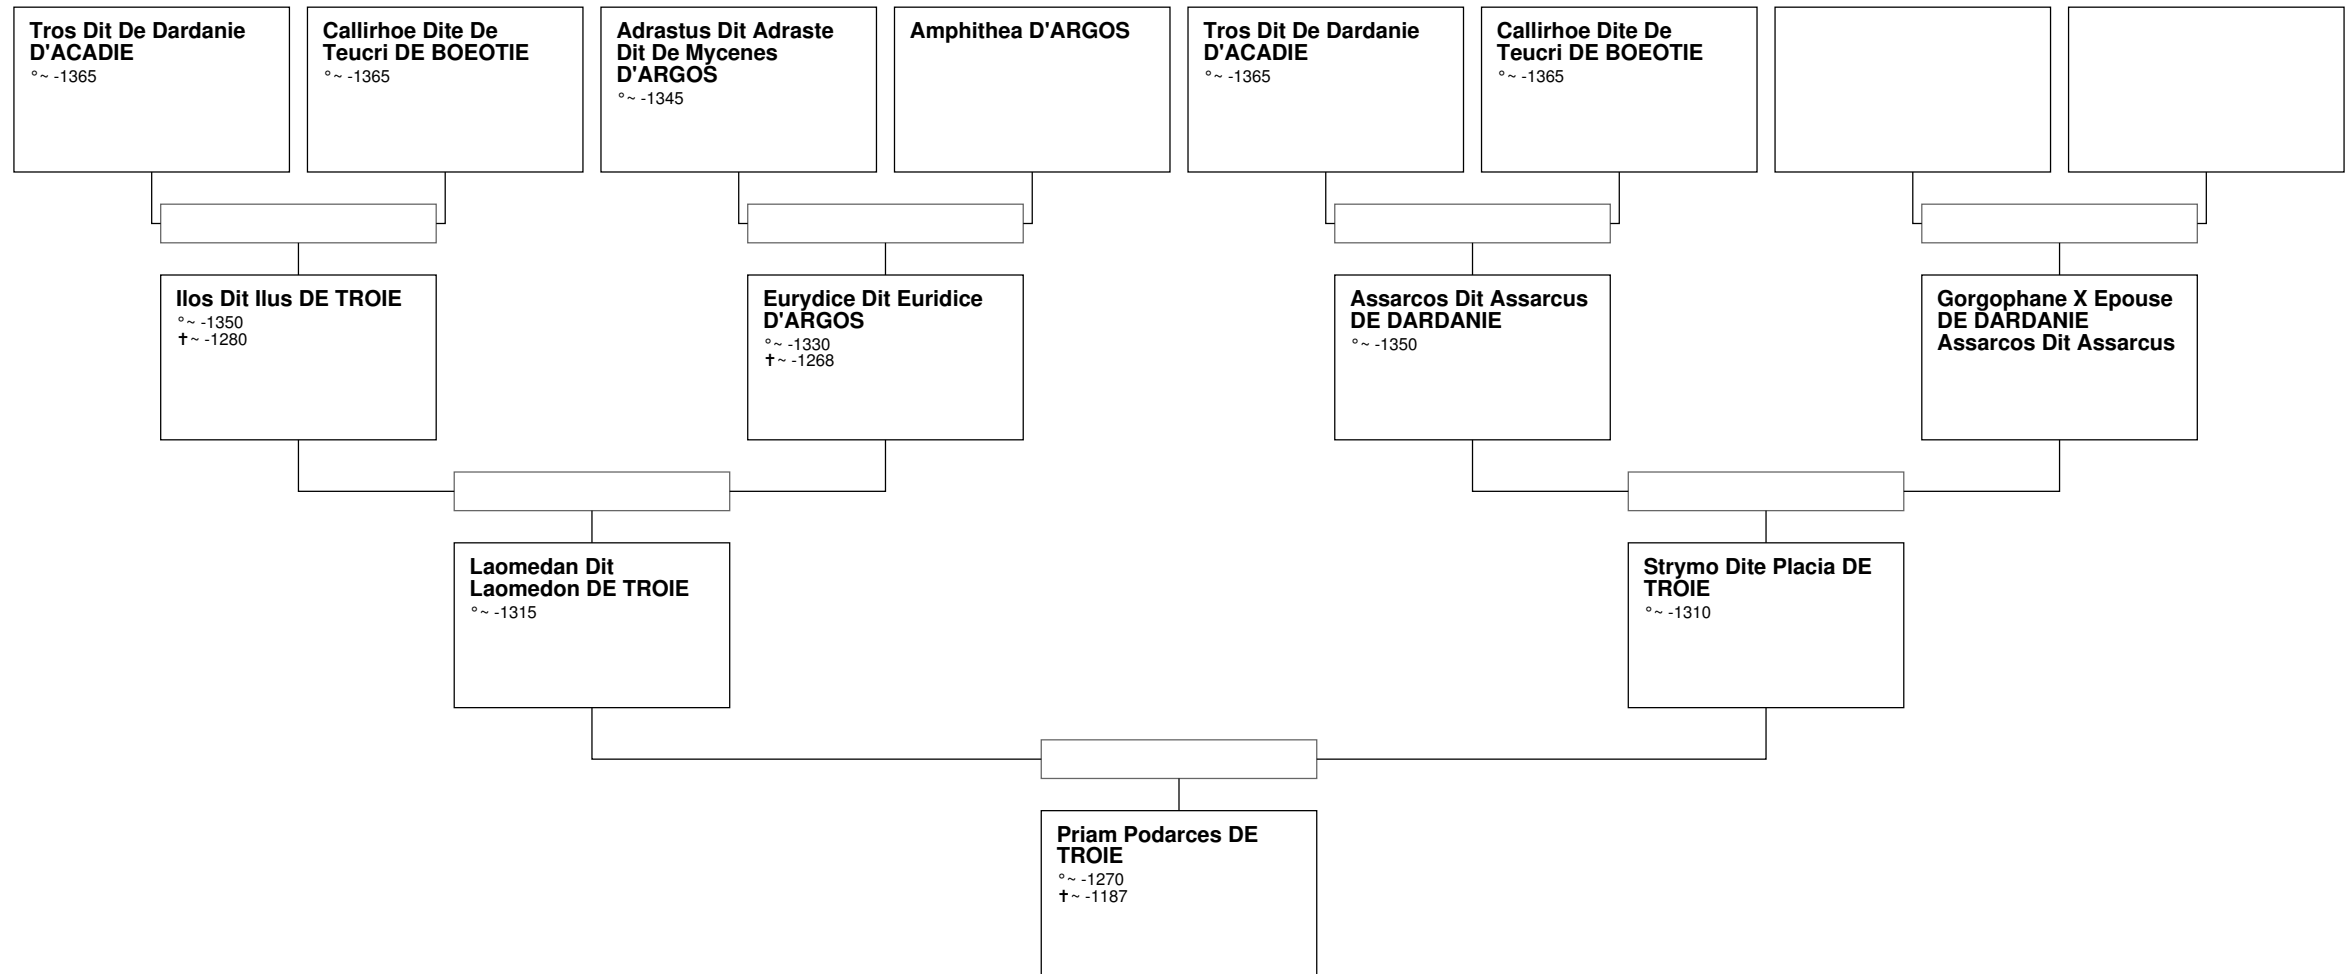 Tros Dit De Dardanie
D'ACADIE
°~ -1365
Callirhoe Dite De
Teucri DE BOEOTIE
°~ -1365
Adrastus Dit Adraste
Dit De Mycenes
D'ARGOS
°~ -1345
Amphithea D'ARGOS
Tros Dit De Dardanie
D'ACADIE
°~ -1365
Callirhoe Dite De
Teucri DE BOEOTIE
°~ -1365
Ilos Dit Ilus DE TROIE
°~ -1350
✝~ -1280
Eurydice Dit Euridice
D'ARGOS
°~ -1330
✝~ -1268
Assarcos Dit Assarcus
DE DARDANIE
°~ -1350
Gorgophane X Epouse
DE DARDANIE
Assarcos Dit Assarcus
Laomedan Dit
Laomedon DE TROIE
°~ -1315
Strymo Dite Placia DE
TROIE
°~ -1310
Priam Podarces DE
TROIE
°~ -1270
✝~ -1187